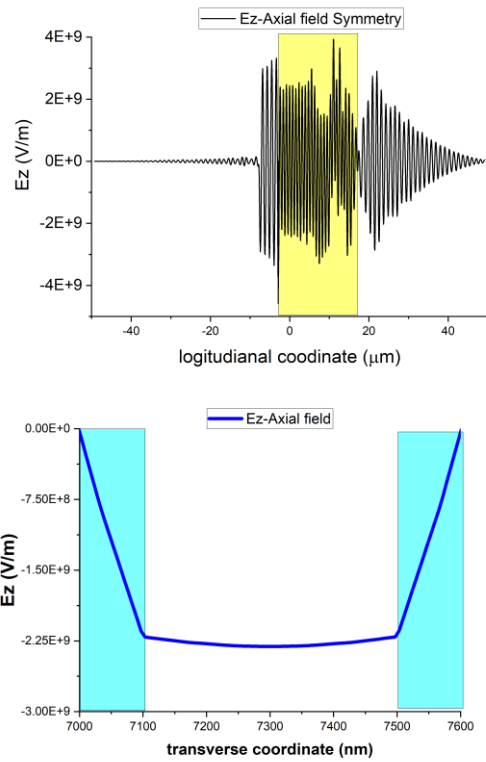 Ez-Axial field Symmetry
4E+9
2E+9
0E+0
-2E+9
-4E+9
Ez (V/m)
-40
-20
0
20
40
logitudianal coodinate (μm)
Ez-Axial field
0.00E+0
-7.50E+8
-1.50E+9
-2.25E+9
-3.00E+9
Ez (V/m)
7000
7100
7200
7300
7400
7500
7600
transverse coordinate (nm)